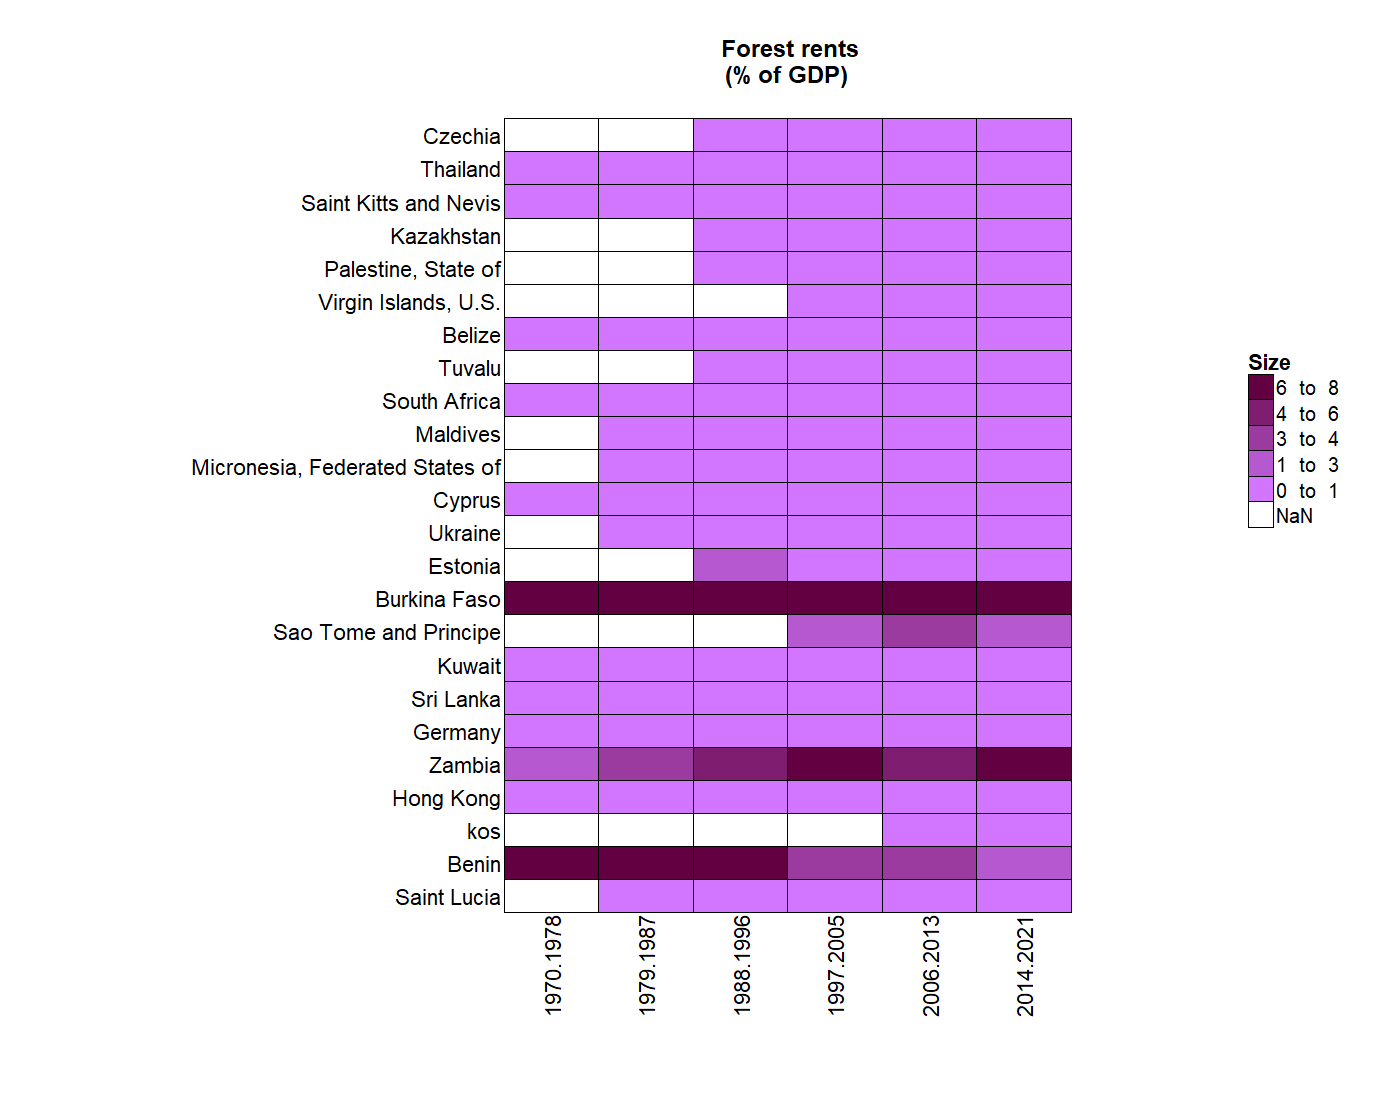 Forest rents
(% of GDP)
Czechia
Thailand
Saint Kitts and Nevis
Kazakhstan
Palestine, State of
Virgin Islands, U.S.
Belize
Tuvalu
South Africa
Maldives
Micronesia, Federated States of
Cyprus
Ukraine
Estonia
Burkina Faso
Sao Tome and Principe
Kuwait
Sri Lanka
Germany
Zambia
Hong Kong
kos
Benin
Saint Lucia
1970.1978
1979.1987
1988.1996
1997.2005
2006.2013
2014.2021
Size
6 to 8
4 to 6
3 to 4
1 to 3
0 to 1
NaN